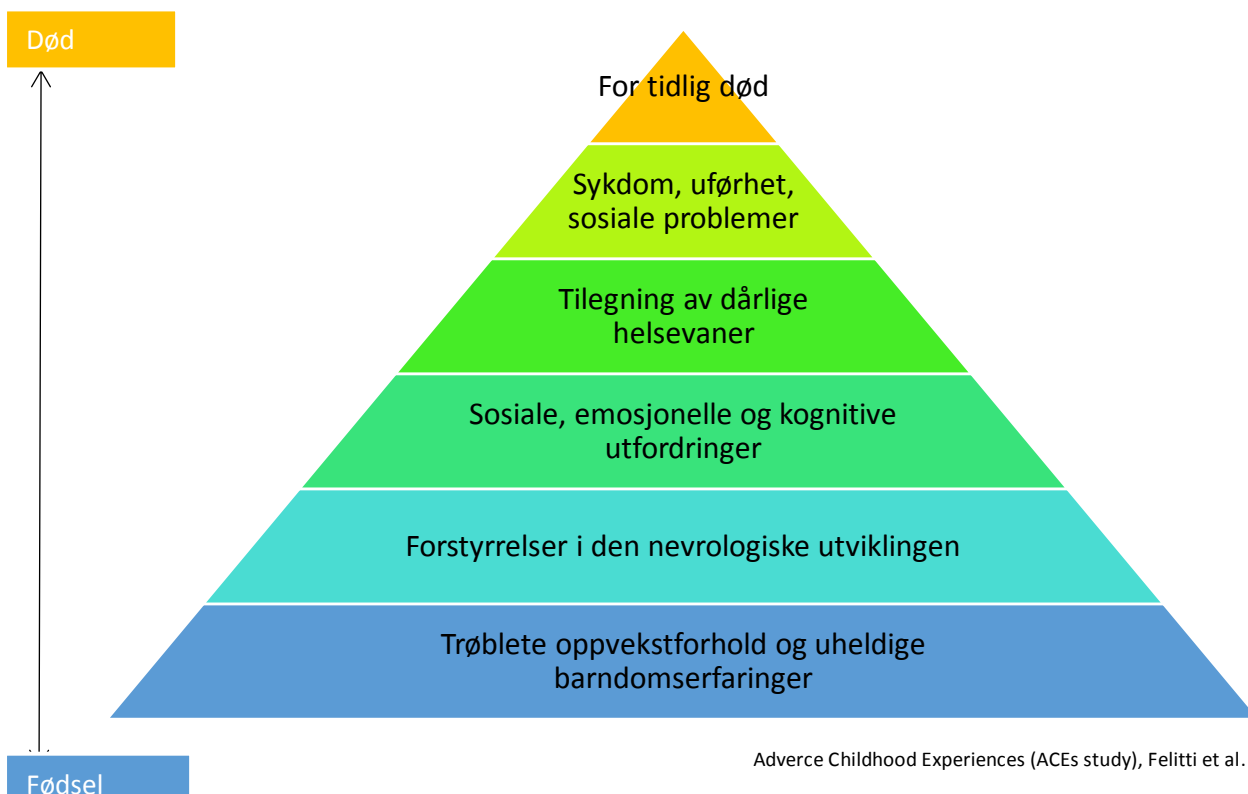 Død
For tidlig død
Sykdom, uførhet,
sosiale problemer
Tilegning av dårlige
helsevaner
Sosiale, emosjonelle og kognitive
utfordringer
Forstyrrelser i den nevrologiske utviklingen
Trøblete oppvekstforhold og uheldige
barndomserfaringer
Adverce Childhood Experiences (ACEs study), Felitti et al.
Fødsel